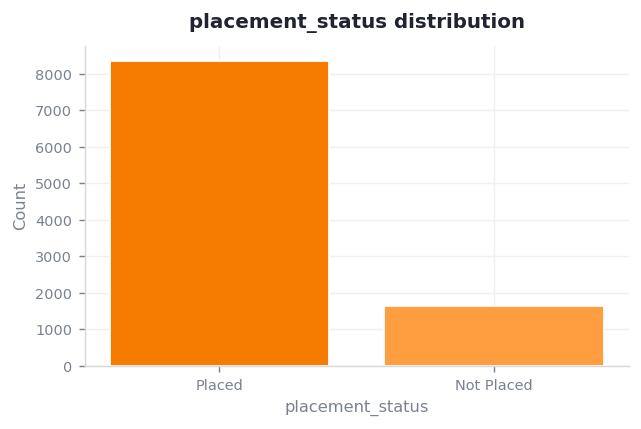 placement_status distribution
Count
8000
7000
6000
5000
4000
3000
2000
1000
0
Placed
Not Placed
placement_status